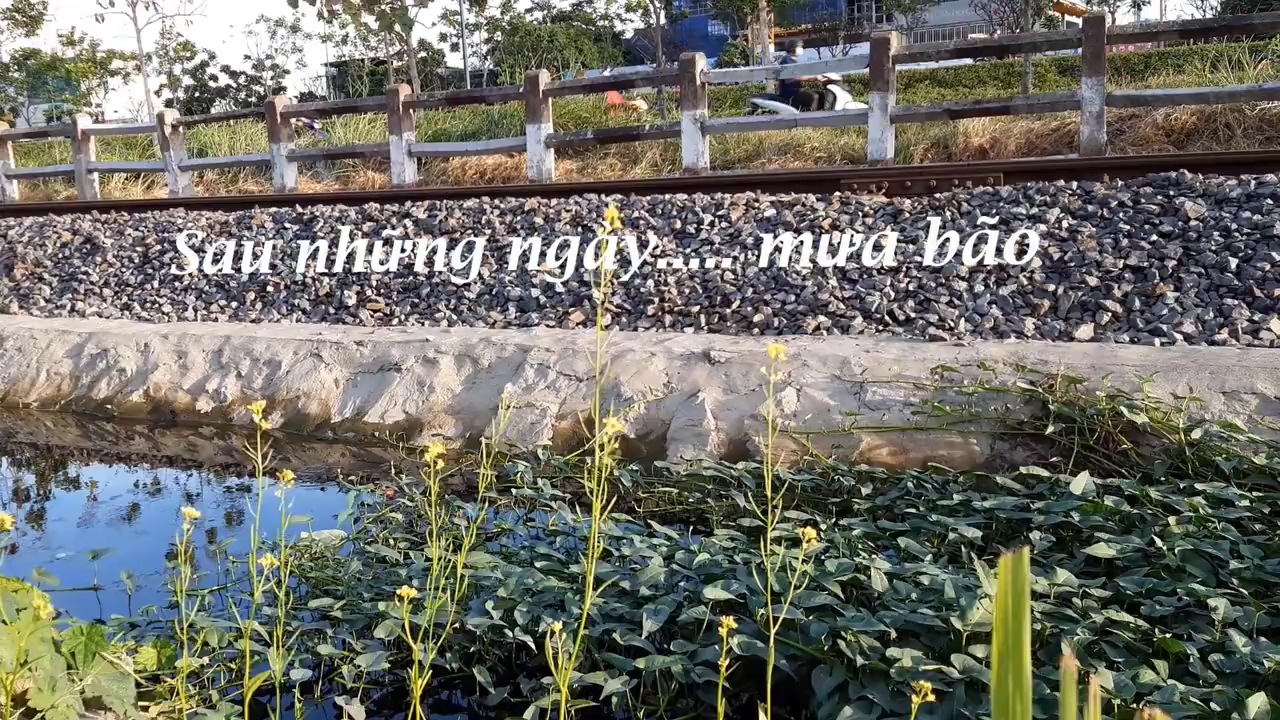 Sau những ngày..... mưa bão